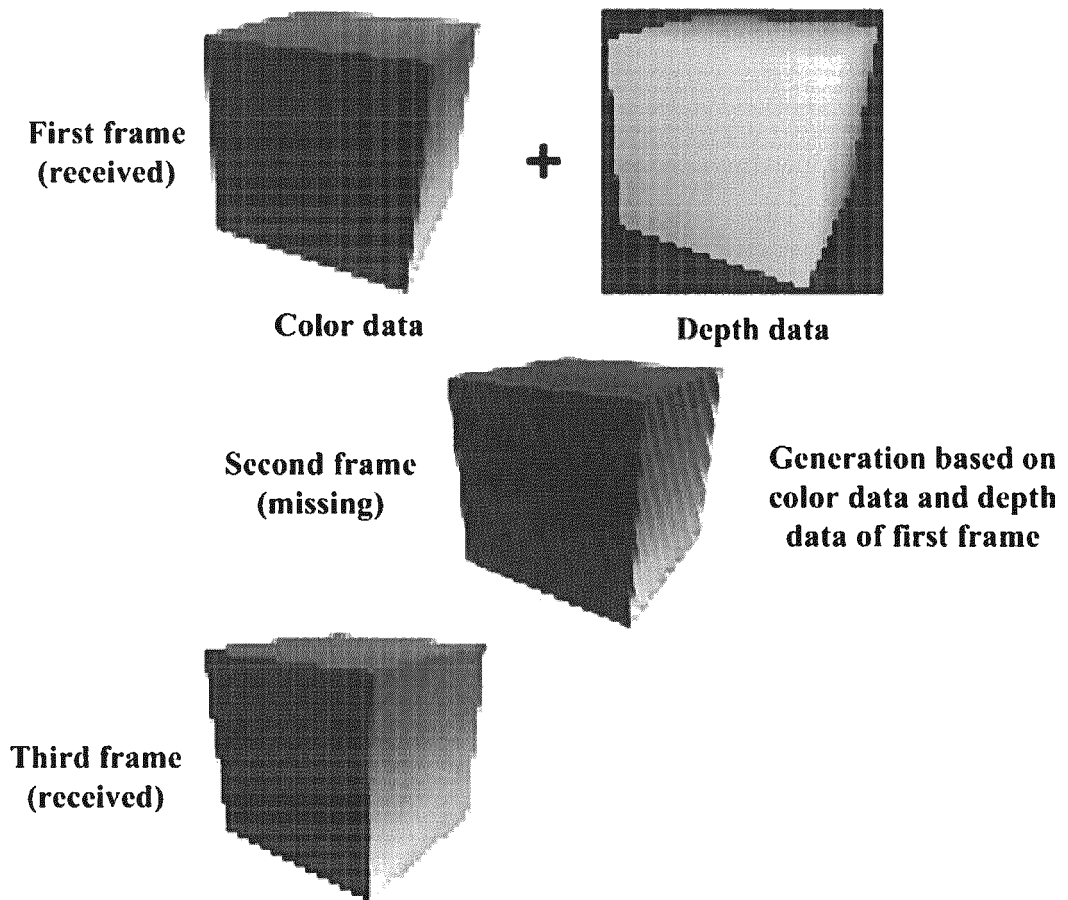 First frame
(received)
+
Color data
Depth data
Second frame
(missing)
Generation based on
color data and depth
data of first frame
Third frame
(received)